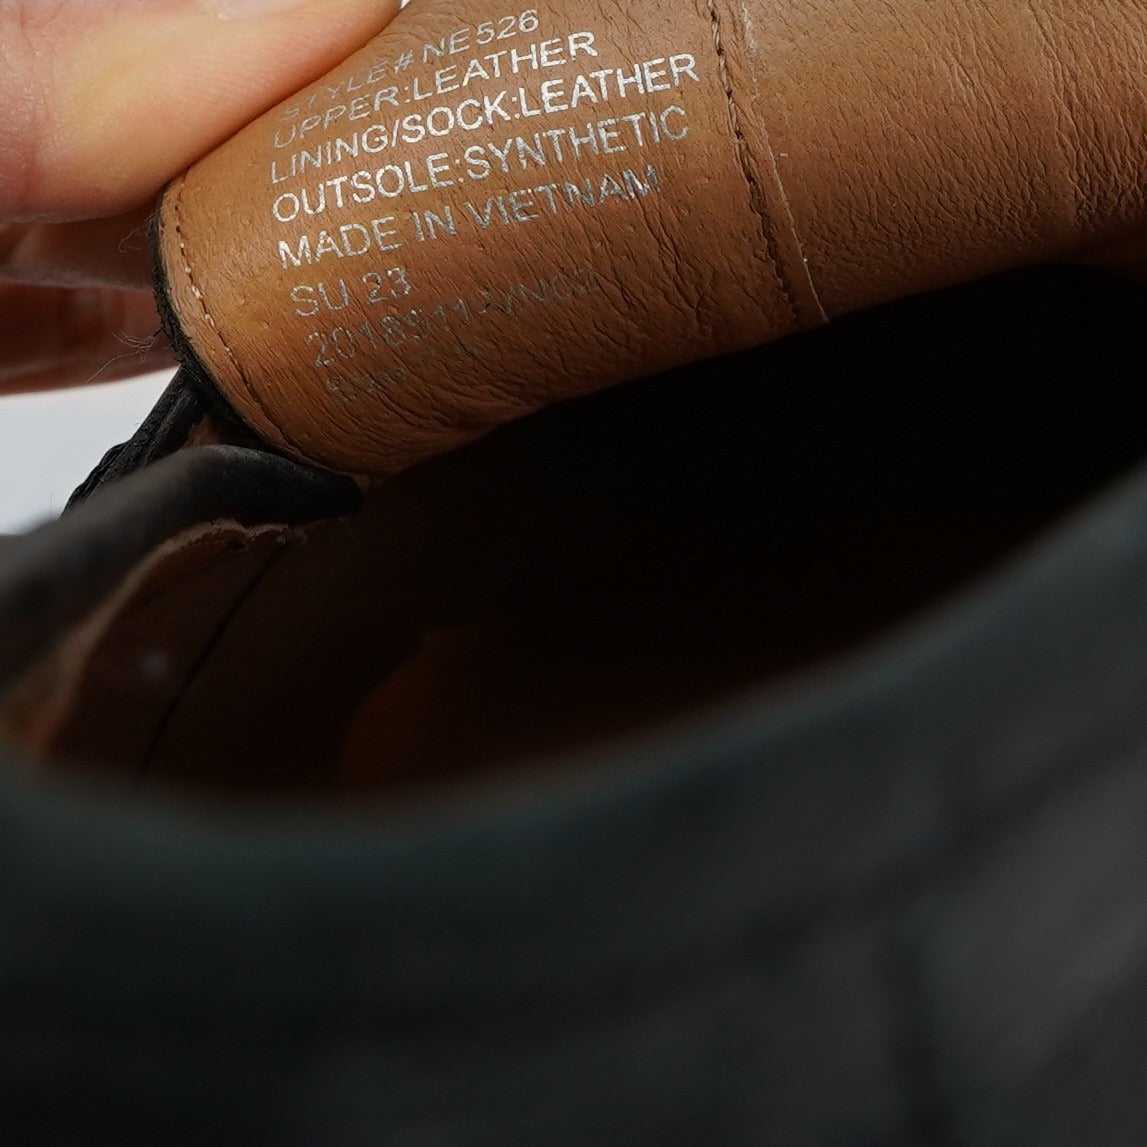 STYLE#NE526
UPPER:LEATHER
LINING/SOCK:LEATHER
OUTSOLE:SYNTHETIC
MADE IN VIETNAM
SU 23